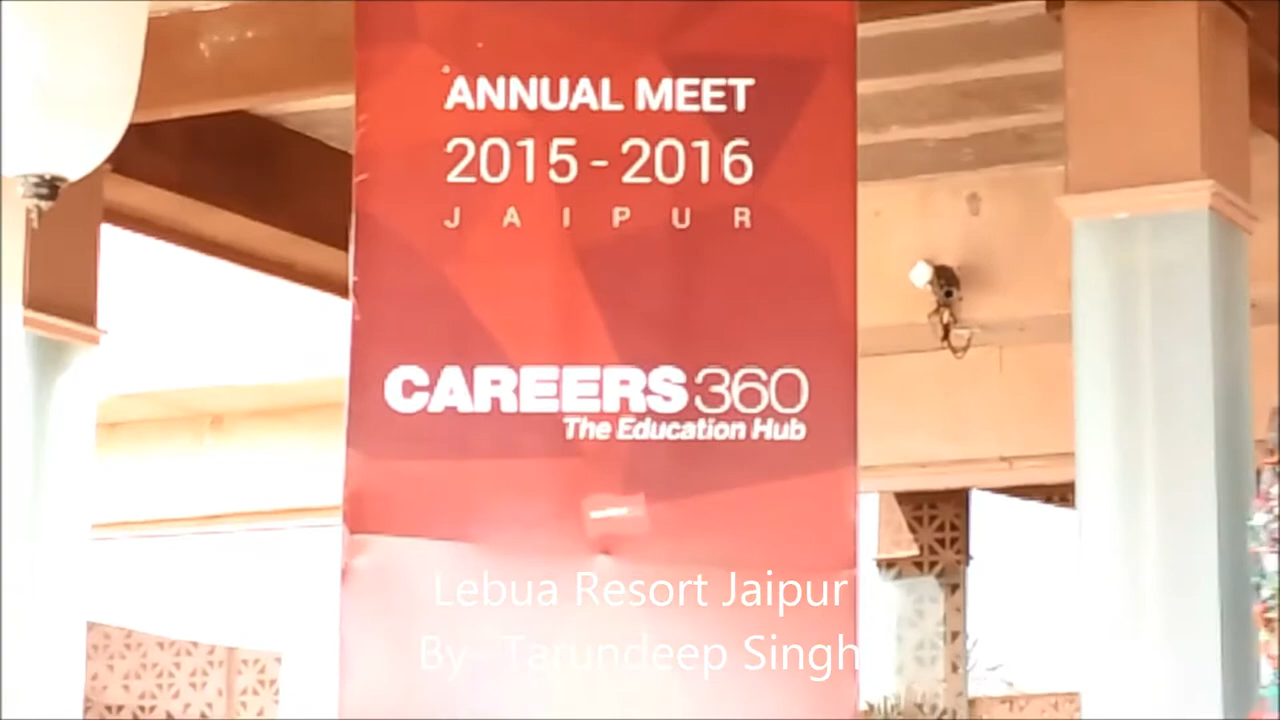 ANNUAL MEET
2015 - 2016
JAIPUR
CAREERS360
The Education Hub
Lebua Resort Jaipur
By- Tarundeep Singh